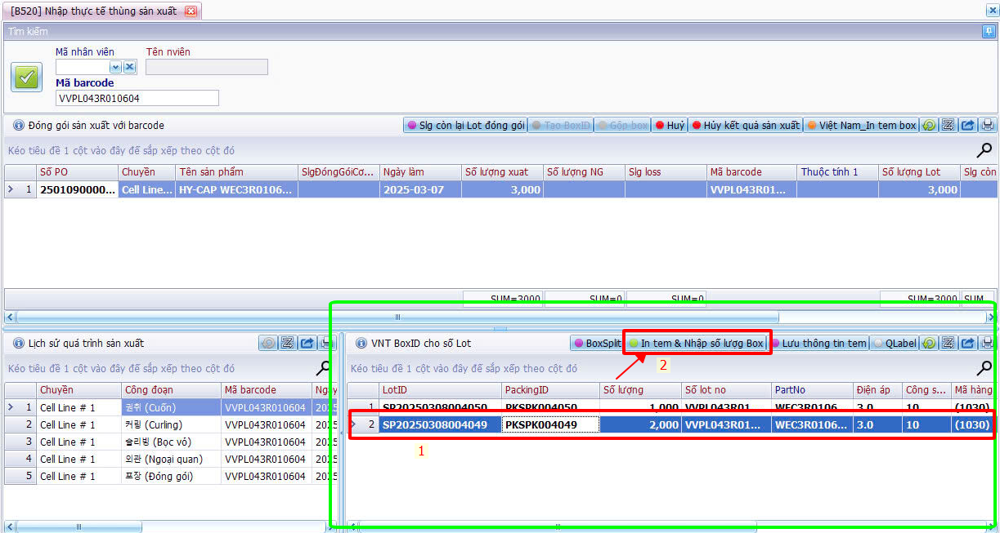 [B520] Nhập thực tế thùng sản xuất
Tìm kiếm
Mã nhân viên Tên nviên
Mã barcode
VVPL043R010604
Đóng gói sản xuất với barcode Slg còn lại Lot đóng gói Tạo BoxID Gộp box Huỷ Hủy kết quả sản xuất Việt Nam_In tem box
Kéo tiêu đề 1 cột vào đây để sắp xếp theo cột đó
Số PO Chuyền Tên sản phẩm SlgĐóngGóiCơ... Ngày làm Số lượng xuat Số lượng NG Slg loss Mã barcode Thuộc tính 1 Số lượng Lot Slg còn
1 2501090000... Cell Line... HY-CAP WEC3R0106... 2025-03-07 3,000 VVPL043R01... 3,000
SUM=3000 SUM=0 SUM=0 SUM=3000 SUM
Lịch sử quá trình sản xuất
Kéo tiêu đề 1 cột vào đây để sắp xếp theo cột đó
Chuyền Công đoạn Mã barcode Ngày
1 Cell Line # 1 권취 (Cuốn) VVPL043R010604 202
2 Cell Line # 1 커링 (Curling) VVPL043R010604 202
3 Cell Line # 1 슬리빙 (Bọc vỏ) VVPL043R010604 202
4 Cell Line # 1 외관 (Ngoại quan) VVPL043R010604 202
5 Cell Line # 1 포장 (Đóng gói) VVPL043R010604 202
VNT BoxID cho số Lot BoxSplit In tem & Nhập số lượg Box Lưu thông tin tem QLabel
Kéo tiêu đề 1 cột vào đây để sắp xếp theo cột đó
2
LotID PackingID Số lượng Số lot no PartNo Điện áp Công s... Mã hàng
1 SP20250308004050 PKSPK004050 1,000 VVPL043R01... WEC3R0106... 3.0 10 (1030)
2 SP20250308004049 PKSPK004049 2,000 VVPL043R01... WEC3R0106... 3.0 10 (1030)
1